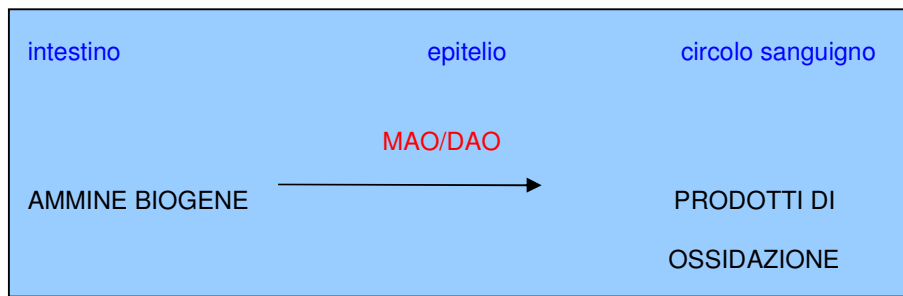 intestino epitelio circolo sanguigno
MAO/DAO
AMMINE BIOGENE PRODOTTI DI
OSSIDAZIONE